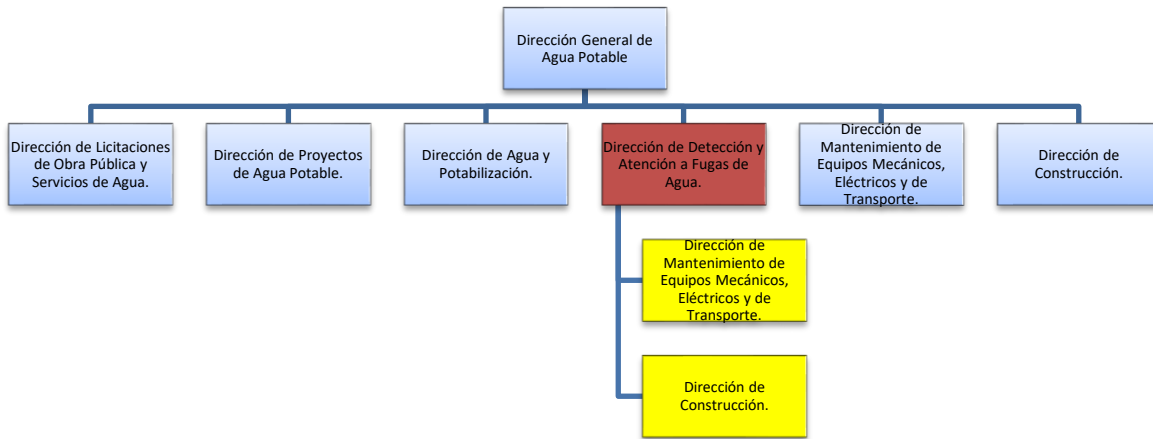 Dirección General de
Agua Potable
Dirección de Licitaciones
de Obra Pública y
Servicios de Agua.
Dirección de Proyectos
de Agua Potable.
Dirección de Agua y
Potabilización.
Dirección de Detección y
Atención a Fugas de
Agua.
Dirección de
Mantenimiento de
Equipos Mecánicos,
Eléctricos y de
Transporte.
Dirección de
Construcción.
Dirección de
Mantenimiento de
Equipos Mecánicos,
Eléctricos y de
Transporte.
Dirección de
Construcción.